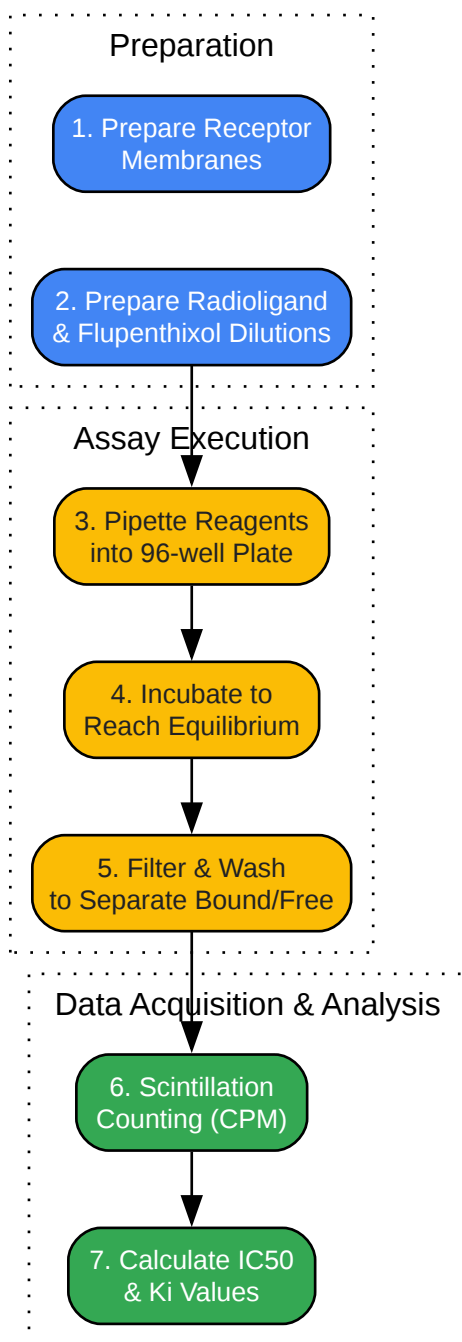 Preparation
1. Prepare Receptor
Membranes
2. Prepare Radioligand
& Flupenthixol Dilutions
Assay Execution
3. Pipette Reagents
into 96-well Plate
4. Incubate to
Reach Equilibrium
5. Filter & Wash
to Separate Bound/Free
Data Acquisition & Analysis
6. Scintillation
Counting (CPM)
7. Calculate IC50
& Ki Values